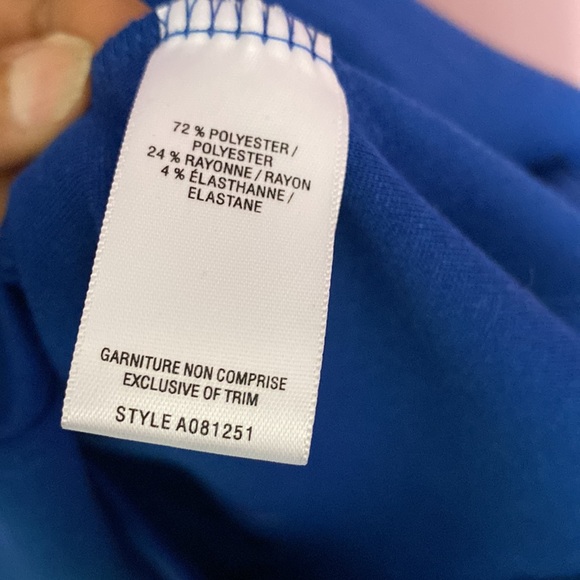 72 % POLYESTER /
POLYESTER
24 % RAYONNE / RAYON
4 % ÉLASTHANNE /
ELASTANE
GARNITURE NON COMPRISE
EXCLUSIVE OF TRIM
STYLE A081251